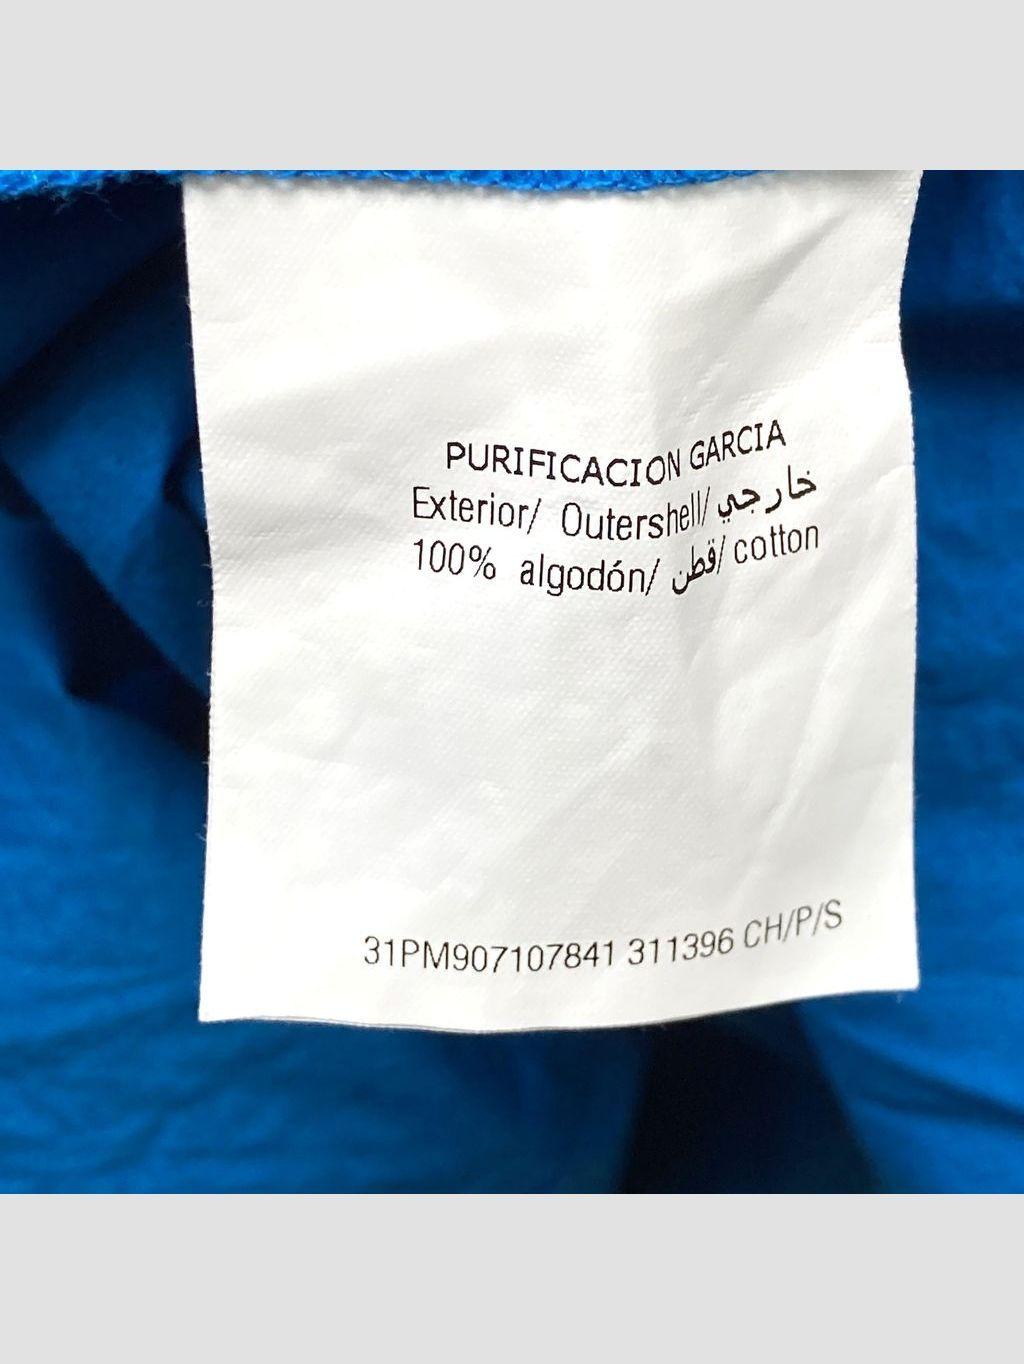 PURIFICACION GARCIA
Exterior/ Outershell/ خارجي
100% algodón/ قطن/ cotton
31PM907107841 311396 CH/P/S